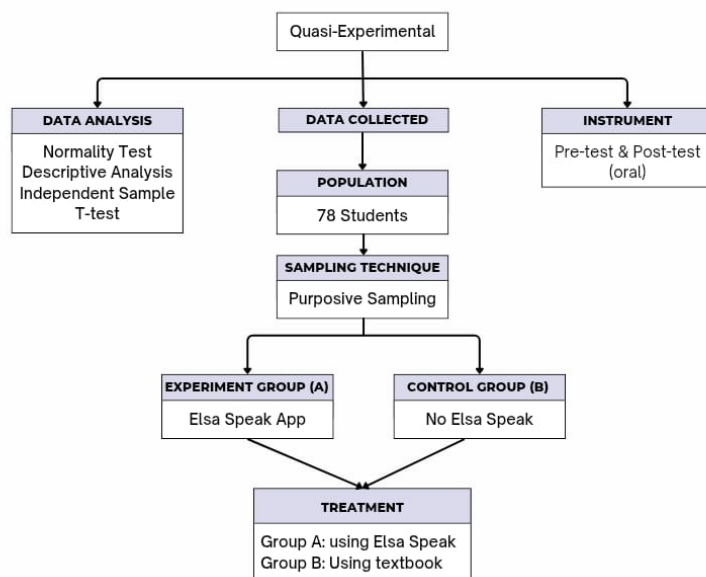 Quasi-Experimental
DATA ANALYSIS
Normality Test
Descriptive Analysis
Independent Sample
T-test
DATA COLLECTED
INSTRUMENT
Pre-test & Post-test
(oral)
POPULATION
78 Students
SAMPLING TECHNIQUE
Purposive Sampling
EXPERIMENT GROUP (A)
Elsa Speak App
CONTROL GROUP (B)
No Elsa Speak
TREATMENT
Group A: using Elsa Speak
Group B: Using textbook